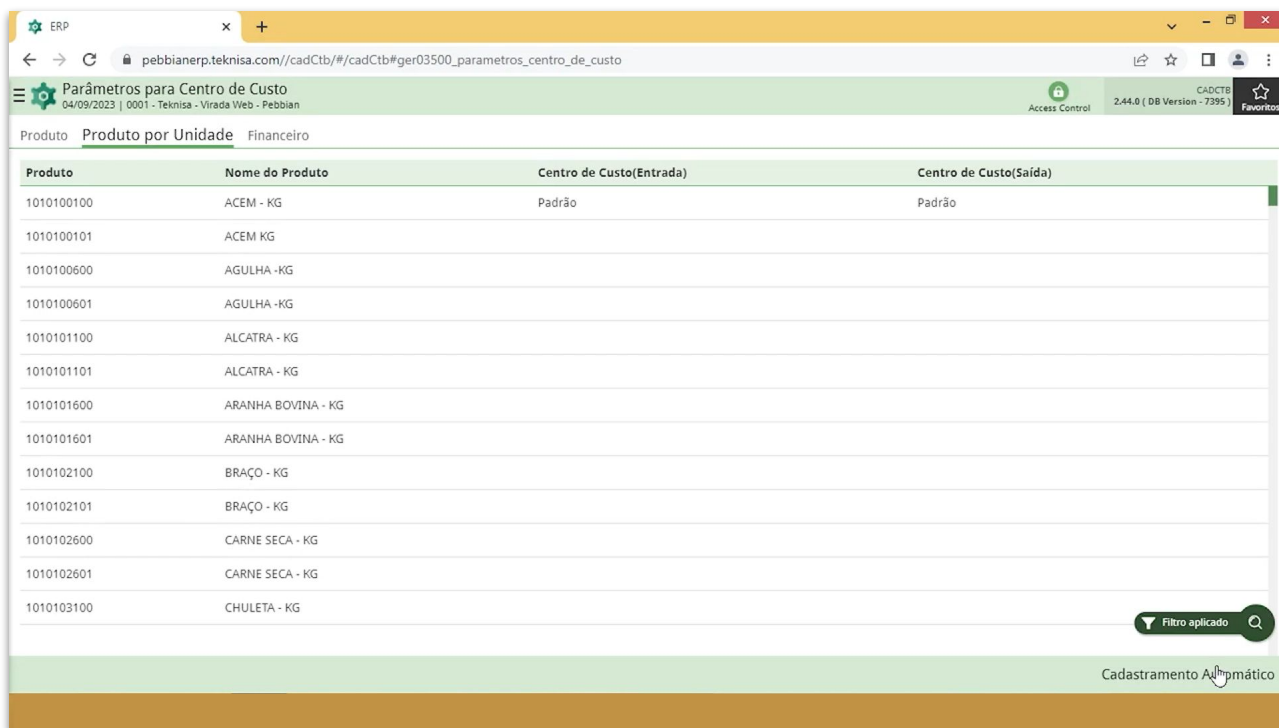 ERP
pebbianerp.teknisa.com//cadCtb/#/cadCtb#ger03500_parametros_centro_de_custo
Parâmetros para Centro de Custo
04/09/2023 | 0001 - Teknisa - Virada Web - Pebbian
Access Control
CADCTB
2.44.0 ( DB Version - 7395 )
Favoritos
Produto Produto por Unidade Financeiro
Produto Nome do Produto Centro de Custo(Entrada) Centro de Custo(Saída)
1010100100 ACEM - KG Padrão Padrão
1010100101 ACEM KG
1010100600 AGULHA -KG
1010100601 AGULHA -KG
1010101100 ALCATRA - KG
1010101101 ALCATRA - KG
1010101600 ARANHA BOVINA - KG
1010101601 ARANHA BOVINA - KG
1010102100 BRAÇO - KG
1010102101 BRAÇO - KG
1010102600 CARNE SECA - KG
1010102601 CARNE SECA - KG
1010103100 CHULETA - KG
Filtro aplicado
Cadastramento Automático